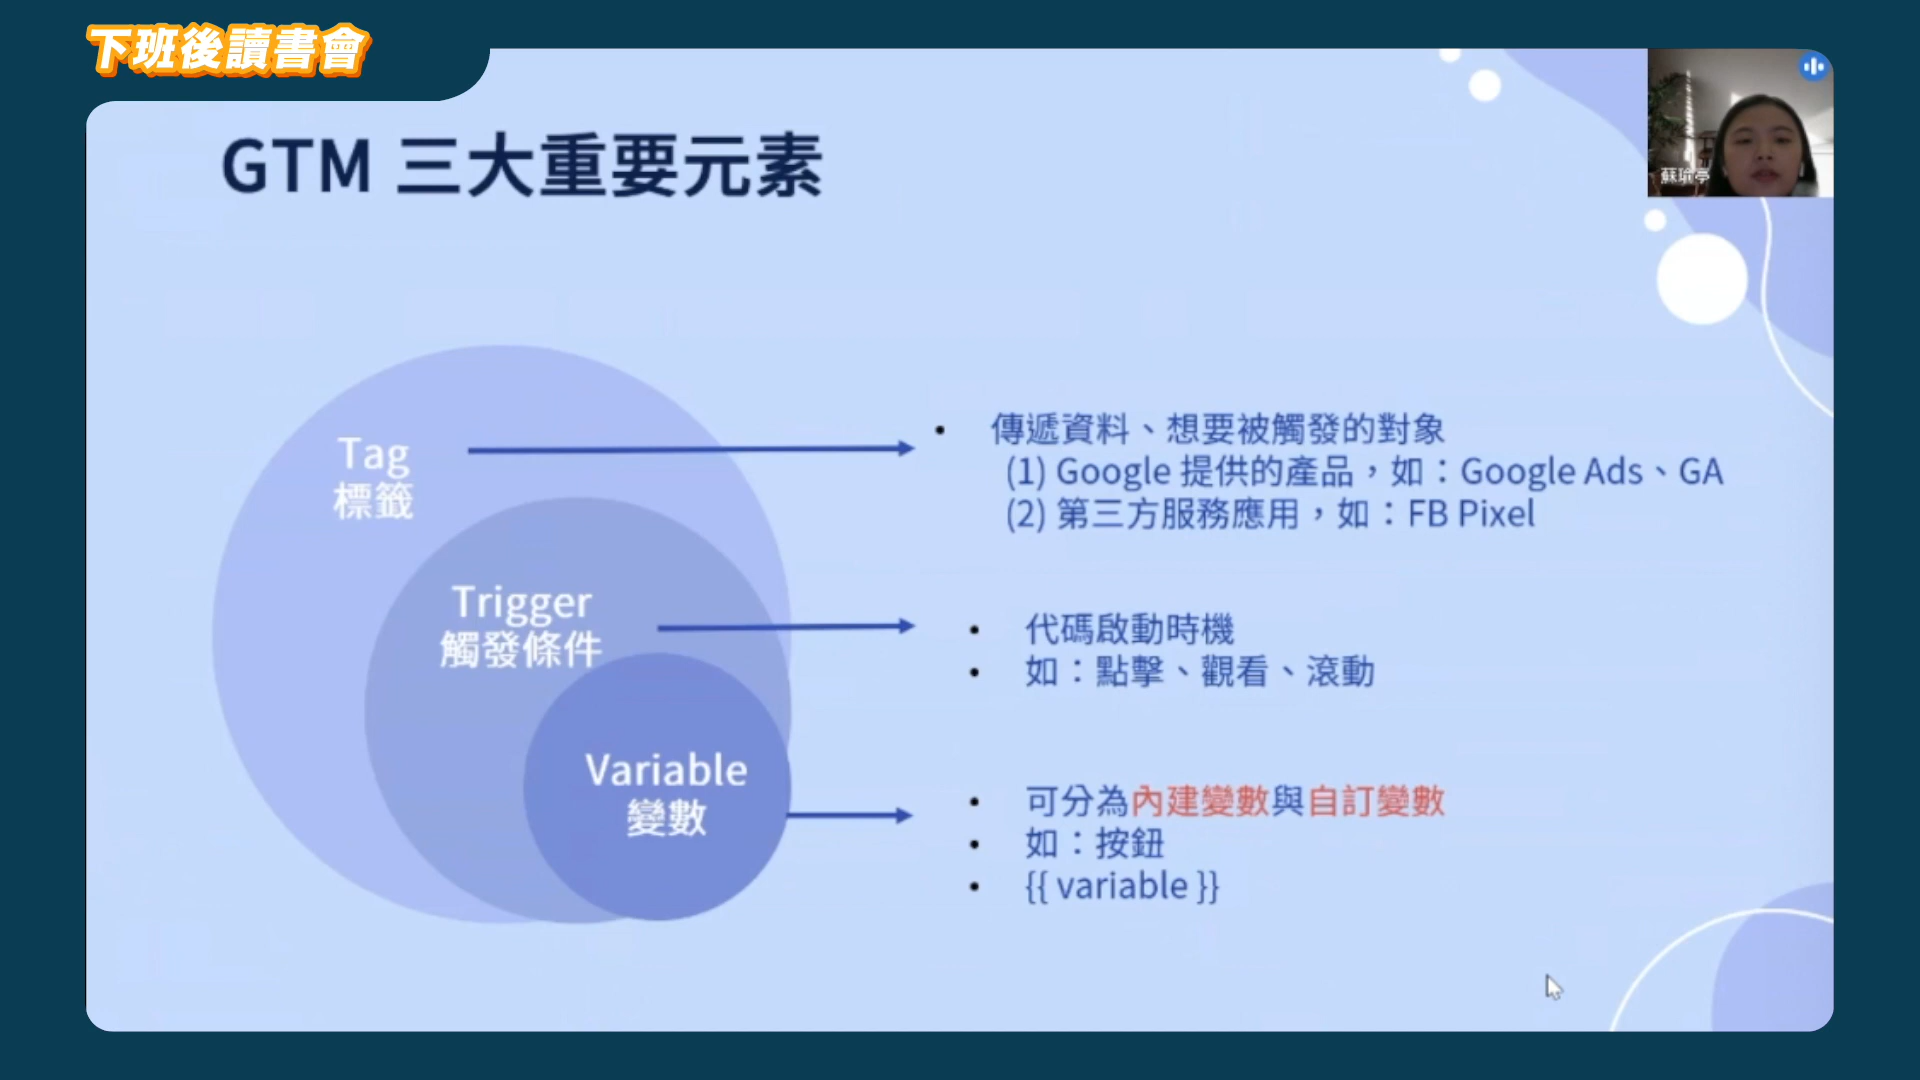 下班後讀書會
GTM 三大重要元素
蘇瑜亭
Tag
標籤
• 傳遞資料、想要被觸發的對象
(1) Google 提供的產品，如：Google Ads、GA
(2) 第三方服務應用，如：FB Pixel
Trigger
觸發條件
• 代碼啟動時機
• 如：點擊、觀看、滾動
Variable
變數
• 可分為內建變數與自訂變數
• 如：按鈕
• {{ variable }}